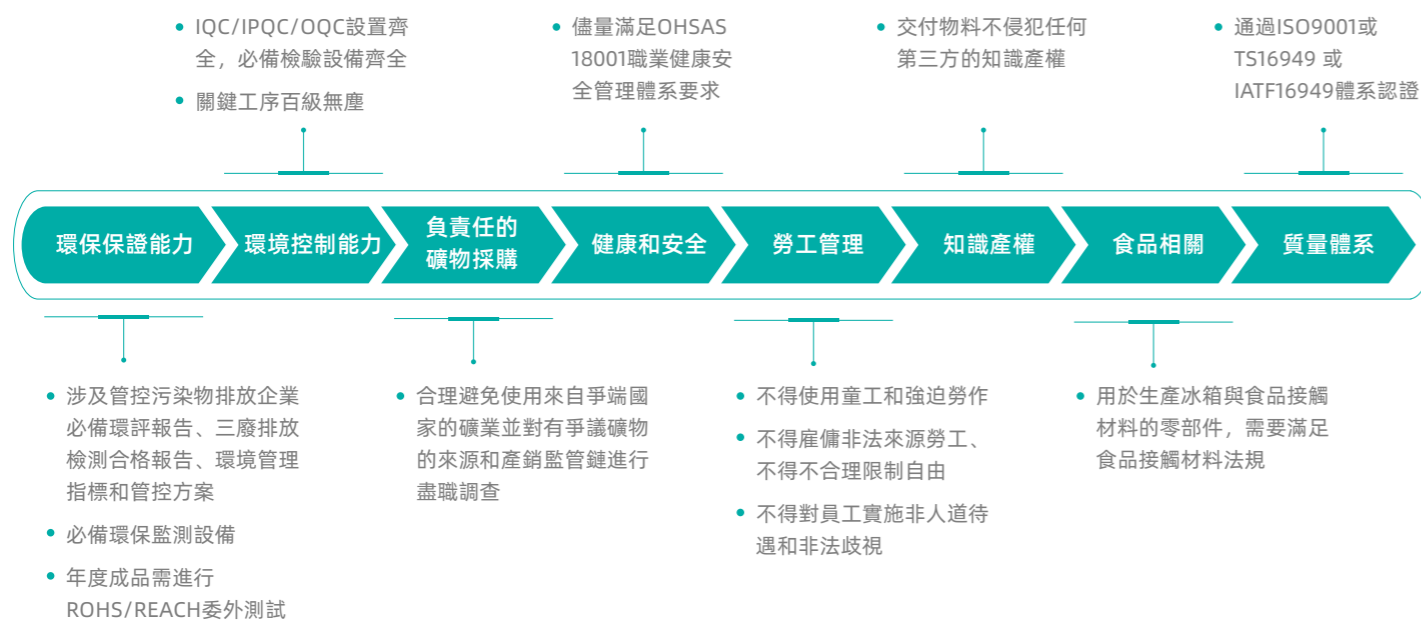 IQC/IPQC/OQC設置齊
全，必備檢驗設備齊全
關鍵工序百級無塵
儘量滿足OHSAS
18001職業健康安
全管理體系要求
交付物料不侵犯任何
第三方的知識產權
通過ISO9001或
TS16949 或
IATF16949體系認證
環保保證能力
環境控制能力
負責任的
礦物採購
健康和安全
勞工管理
知識產權
食品相關
質量體系
涉及管控污染物排放企業
必備環評報告、三廢排放
檢測合格報告、環境管理
指標和管控方案
必備環保監測設備
年度成品需進行
ROHS/REACH委外測試
合理避免使用來自爭端國
家的礦業並對有爭議礦物
的來源和產銷監管鏈進行
盡職調查
不得使用童工和強迫勞作
不得雇傭非法來源勞工、
不得不合理限制自由
不得對員工實施非人道待
遇和非法歧視
用於生產冰箱與食品接觸
材料的零部件，需要滿足
食品接觸材料法規